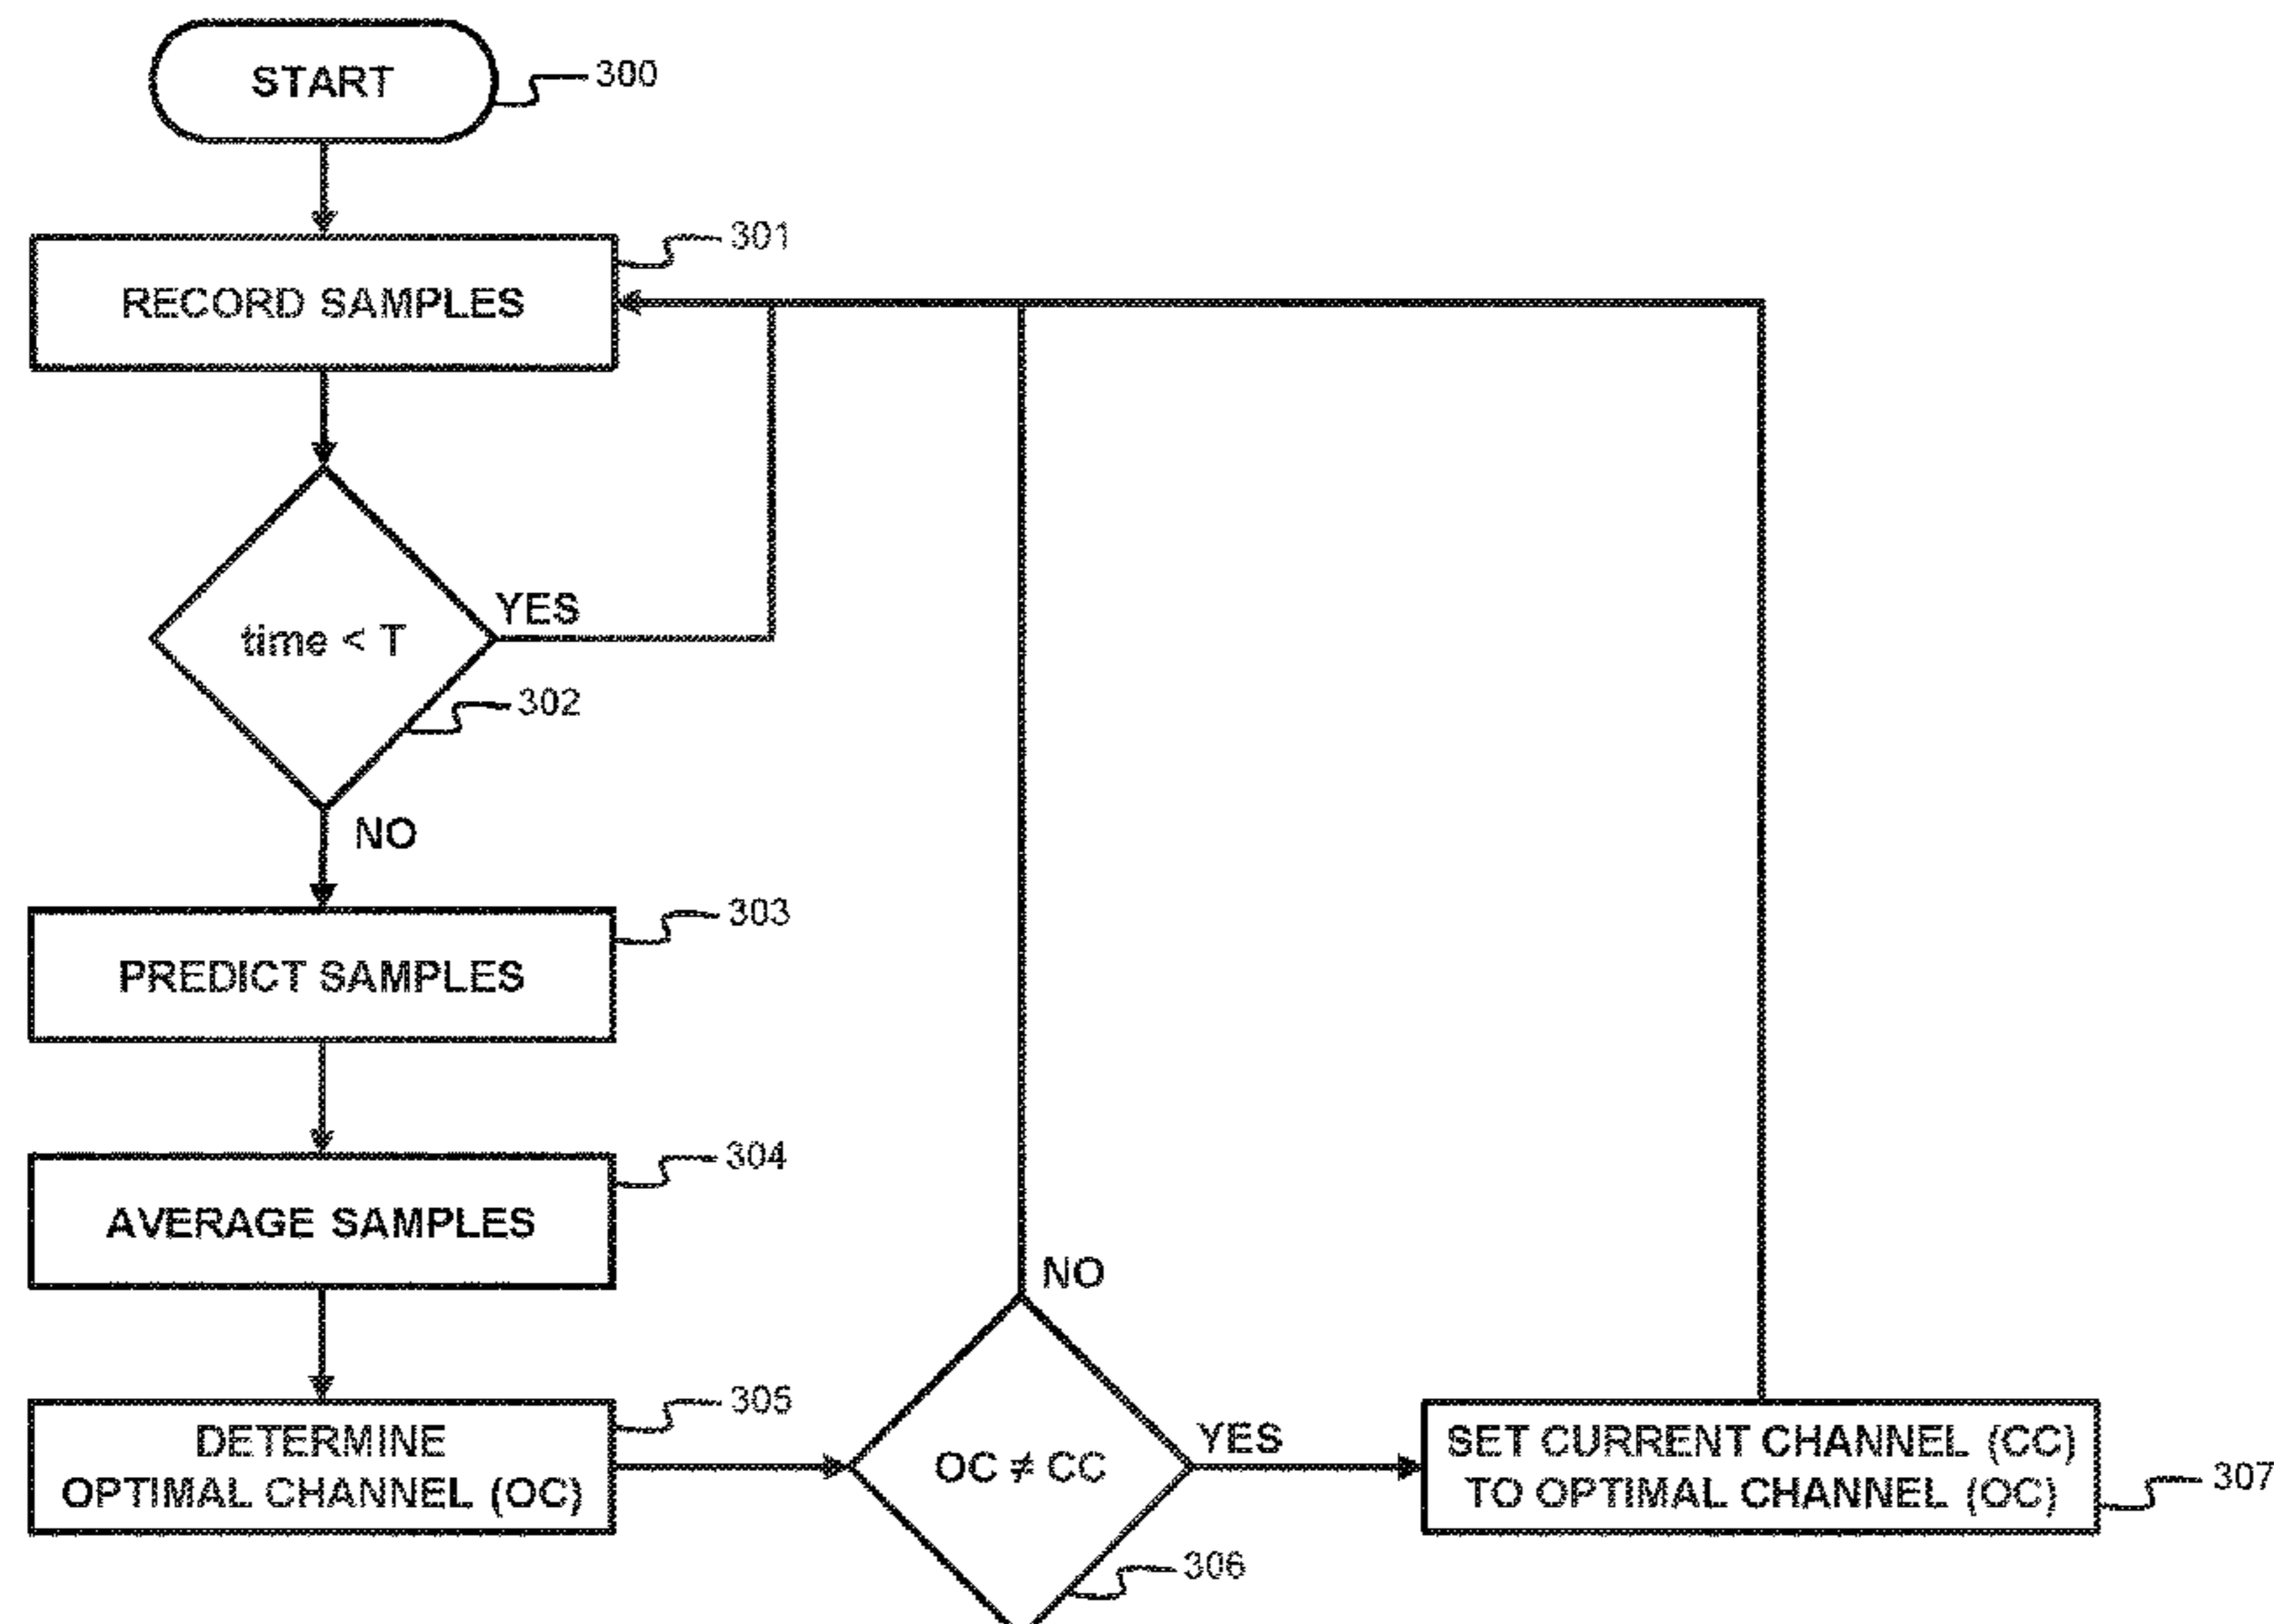 START
300
RECORD SAMPLES
301
time < T
YES
302
NO
PREDICT SAMPLES
303
AVERAGE SAMPLES
304
DETERMINE
OPTIMAL CHANNEL (OC)
305
OC ≠ CC
NO
YES
306
SET CURRENT CHANNEL (CC)
TO OPTIMAL CHANNEL (OC)
307